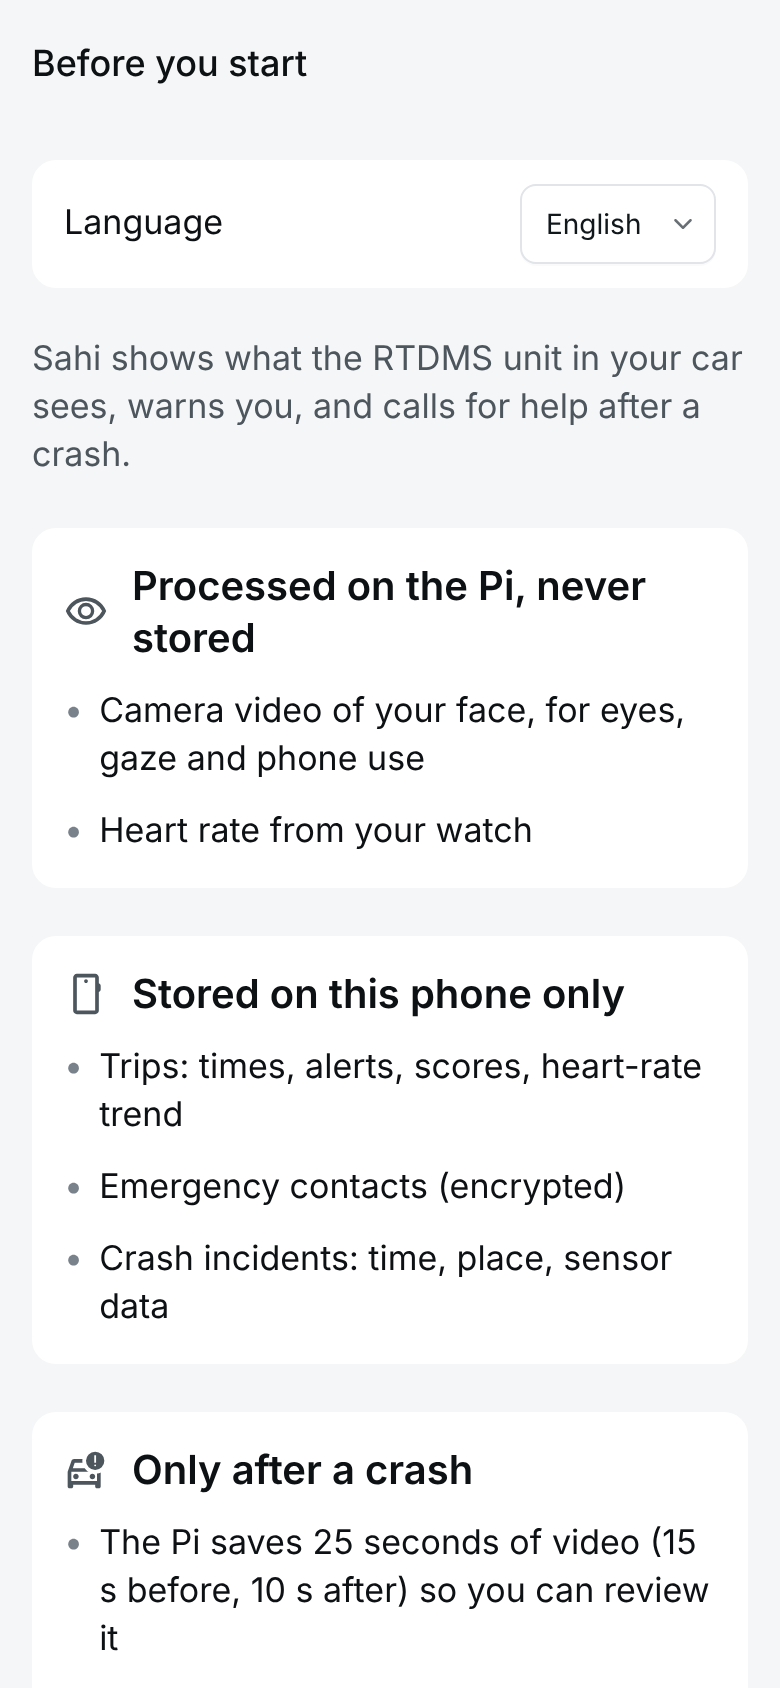 Before you start
Language
English
Sahi shows what the RTDMS unit in your car
sees, warns you, and calls for help after a
crash.
Processed on the Pi, never
stored
• Camera video of your face, for eyes,
gaze and phone use
• Heart rate from your watch
Stored on this phone only
• Trips: times, alerts, scores, heart-rate
trend
• Emergency contacts (encrypted)
• Crash incidents: time, place, sensor
data
Only after a crash
• The Pi saves 25 seconds of video (15
s before, 10 s after) so you can review
it